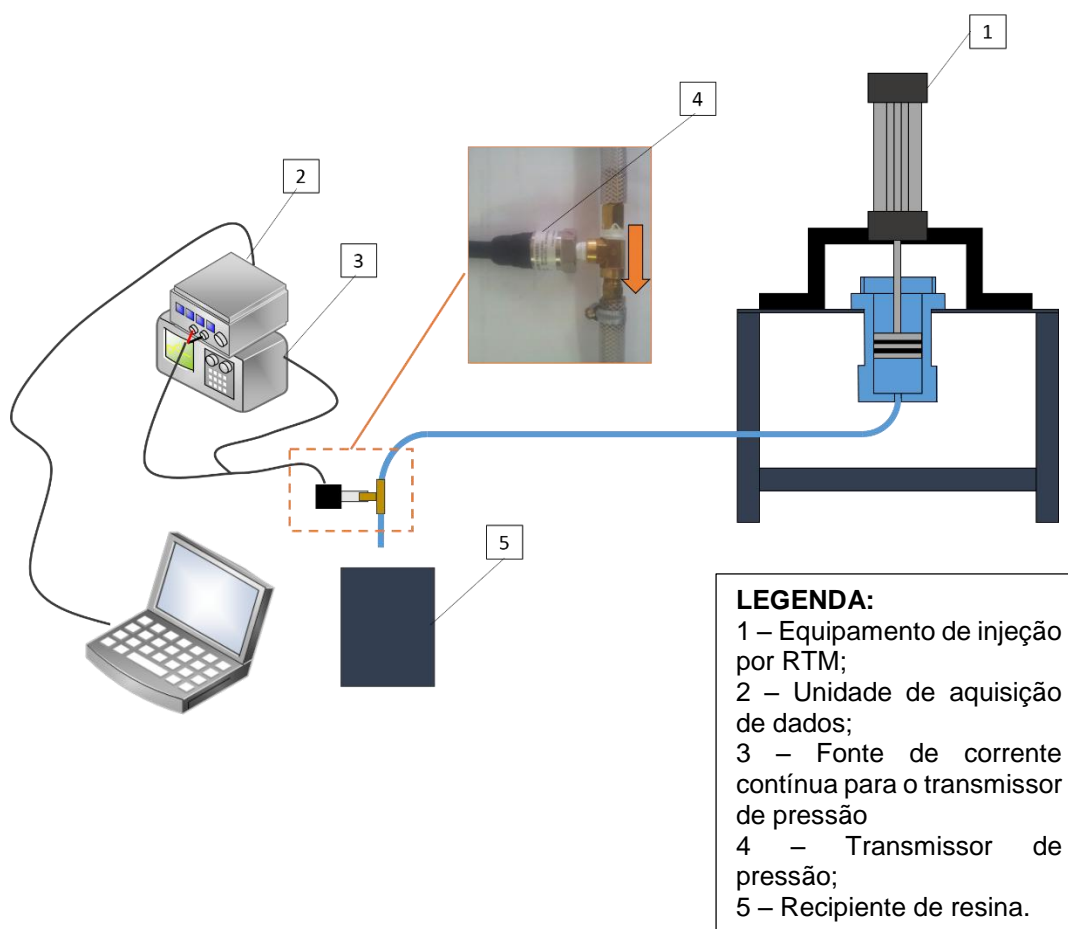 1
4
2
3
5
LEGENDA:
1 – Equipamento de injeção
por RTM;
2 – Unidade de aquisição
de dados;
3 – Fonte de corrente
contínua para o transmissor
de pressão
4 – Transmissor de
pressão;
5 – Recipiente de resina.